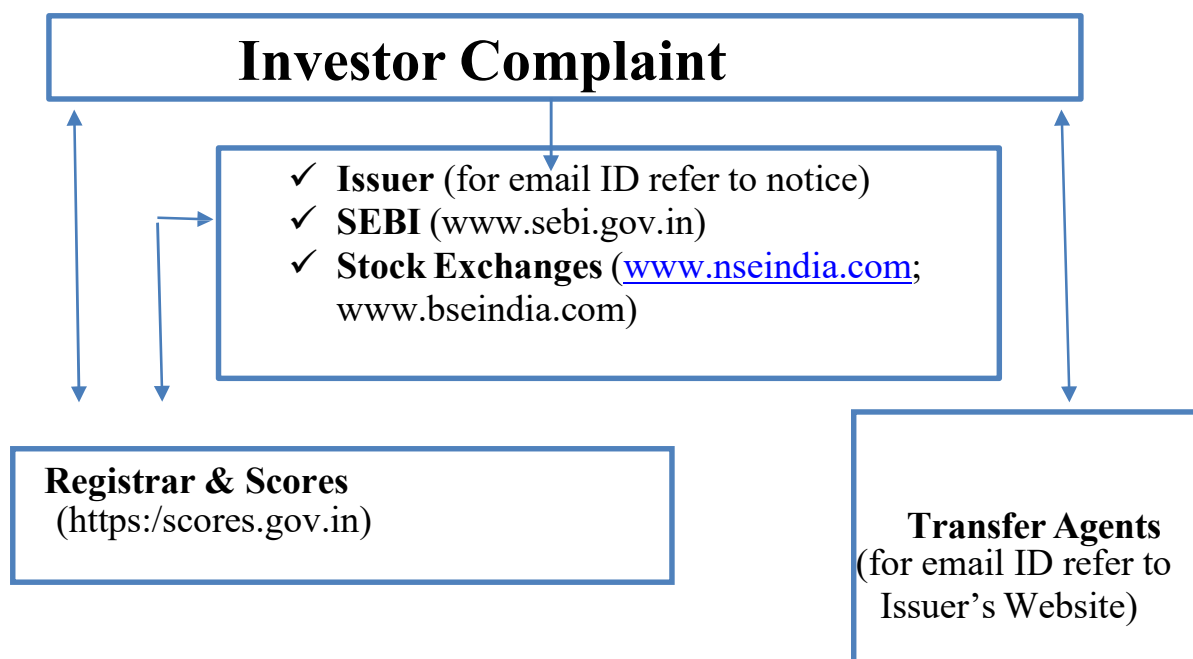 Investor Complaint
✓ Issuer (for email ID refer to notice)
✓ SEBI (www.sebi.gov.in)
✓ Stock Exchanges (www.nseindia.com;
www.bseindia.com)
Registrar & Scores
(https:/scores.gov.in)
Transfer Agents
(for email ID refer to
Issuer’s Website)